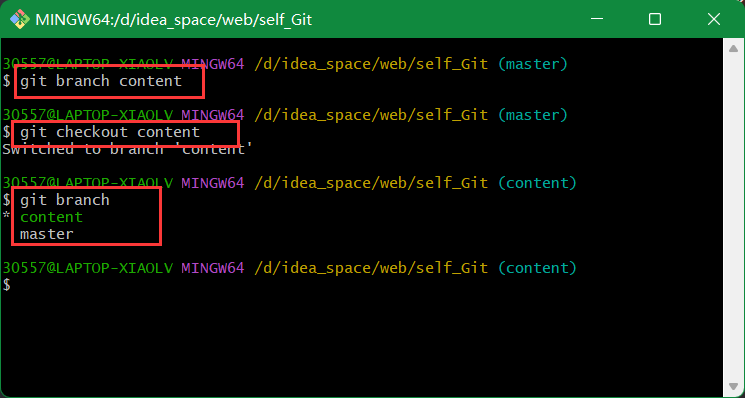 MINGW64:/d/idea_space/web/self_Git
30557@LAPTOP-XIAOLV MINGW64 /d/idea_space/web/self_Git (master)
$ git branch content
30557@LAPTOP-XIAOLV MINGW64 /d/idea_space/web/self_Git (master)
$ git checkout content
Switched to branch 'content'
30557@LAPTOP-XIAOLV MINGW64 /d/idea_space/web/self_Git (content)
$ git branch
* content
master
30557@LAPTOP-XIAOLV MINGW64 /d/idea_space/web/self_Git (content)
$